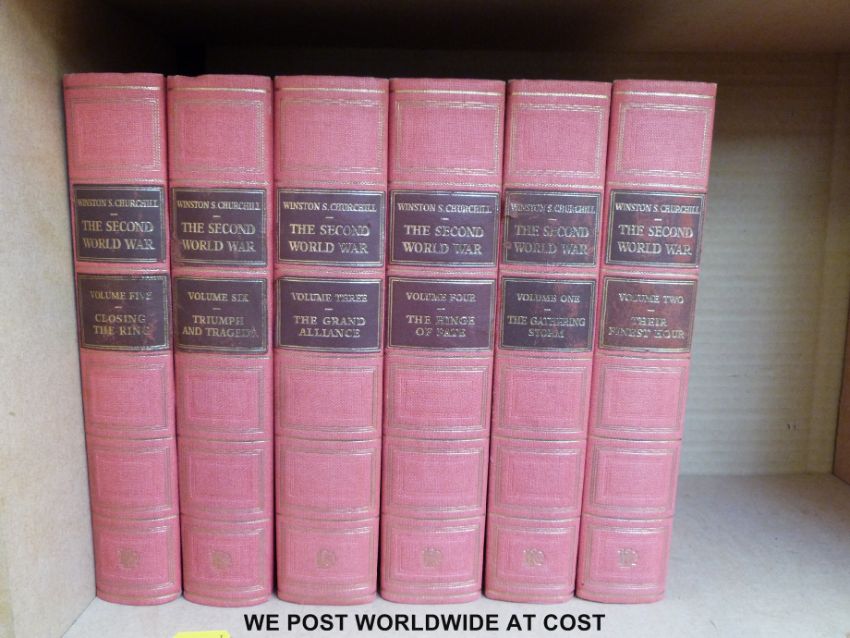 WINSTON S. CHURCHILL
THE SECOND
WORLD WAR
VOLUME FIVE
CLOSING
THE RING
WINSTON S. CHURCHILL
THE SECOND
WORLD WAR
VOLUME SIX
TRIUMPH
AND TRAGEDY
WINSTON S. CHURCHILL
THE SECOND
WORLD WAR
VOLUME THREE
THE GRAND
ALLIANCE
WINSTON S. CHURCHILL
THE SECOND
WORLD WAR
VOLUME FOUR
THE HINGE
OF FATE
WINSTON S. CHURCHILL
THE SECOND
WORLD WAR
VOLUME ONE
THE GATHERING
STORM
WINSTON S. CHURCHILL
THE SECOND
WORLD WAR
VOLUME TWO
THEIR
FINEST HOUR
WE POST WORLDWIDE AT COST